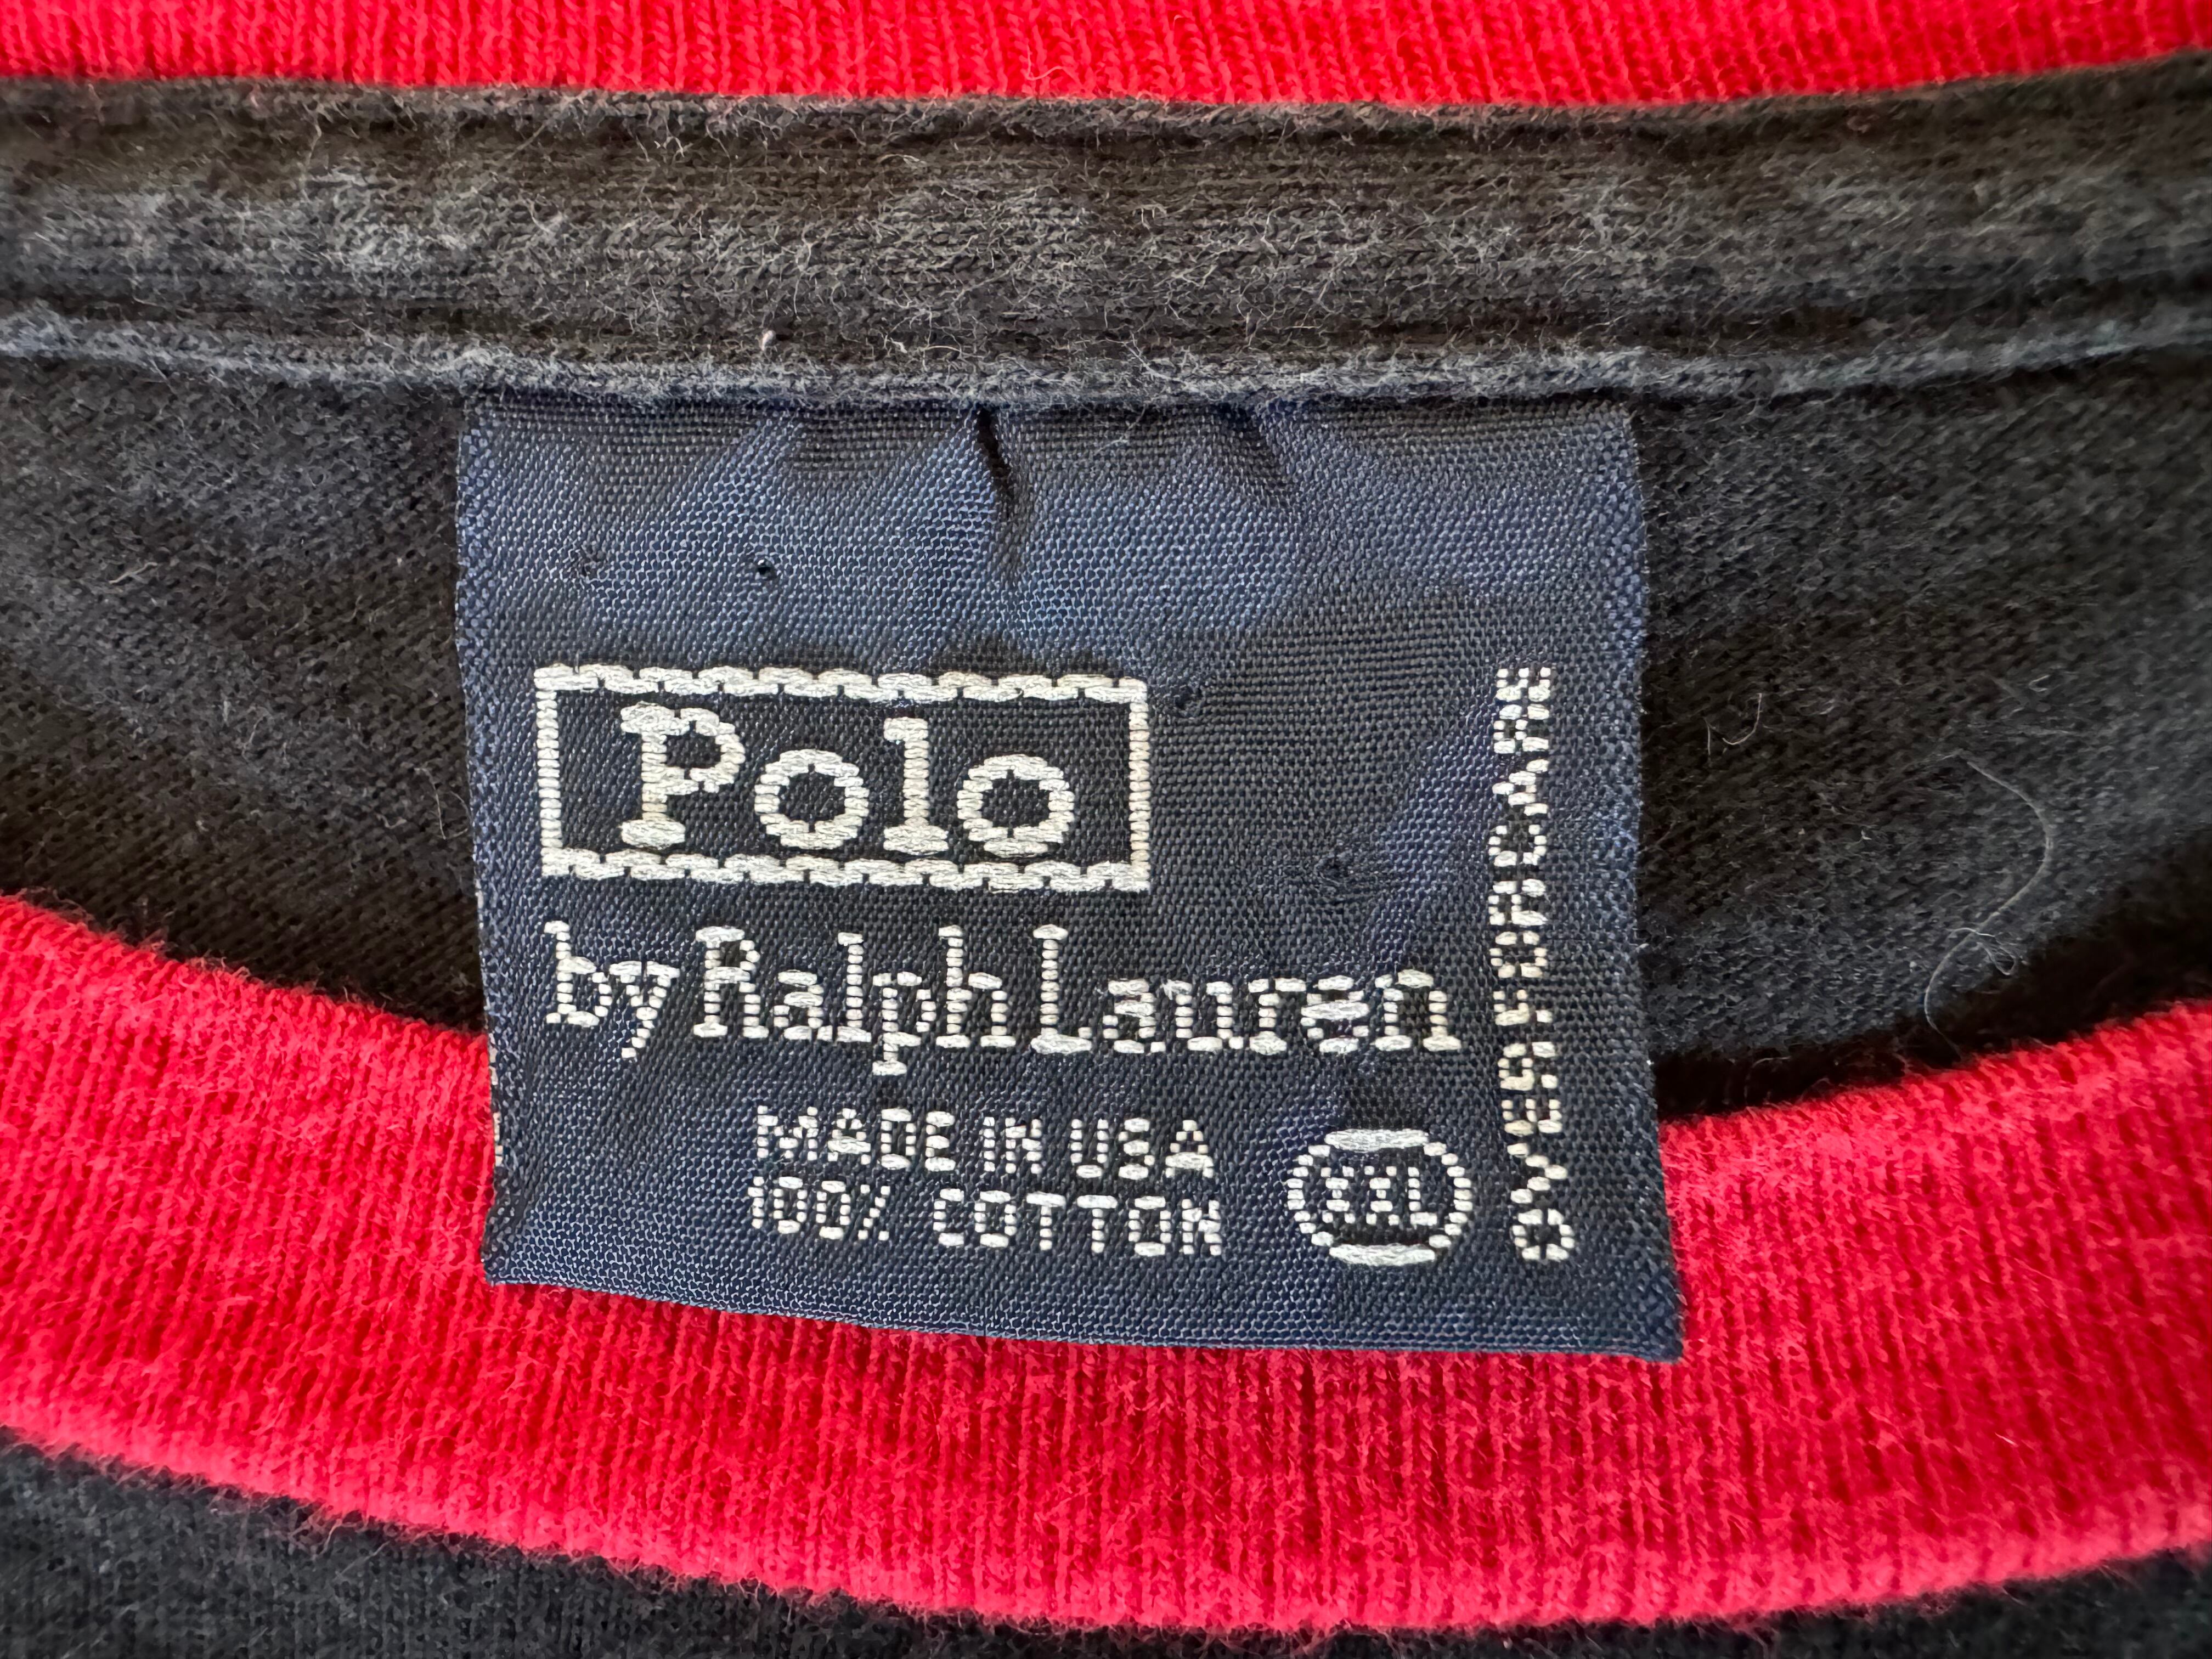 Polo
by Ralph Lauren
MADE IN USA
100% COTTON
XXL
OVER FOR CARE